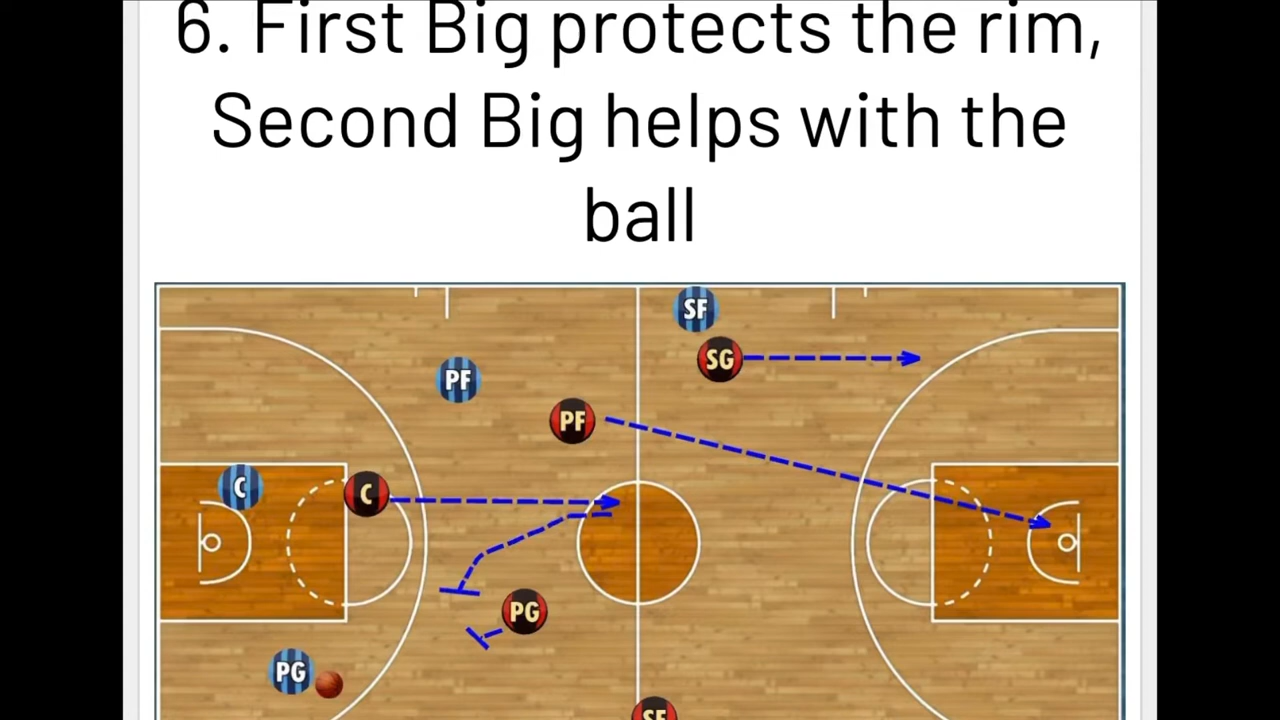 6. First Big protects the rim,
Second Big helps with the
ball
SF
SG
PF
PF
C
C
PG
PG
SF